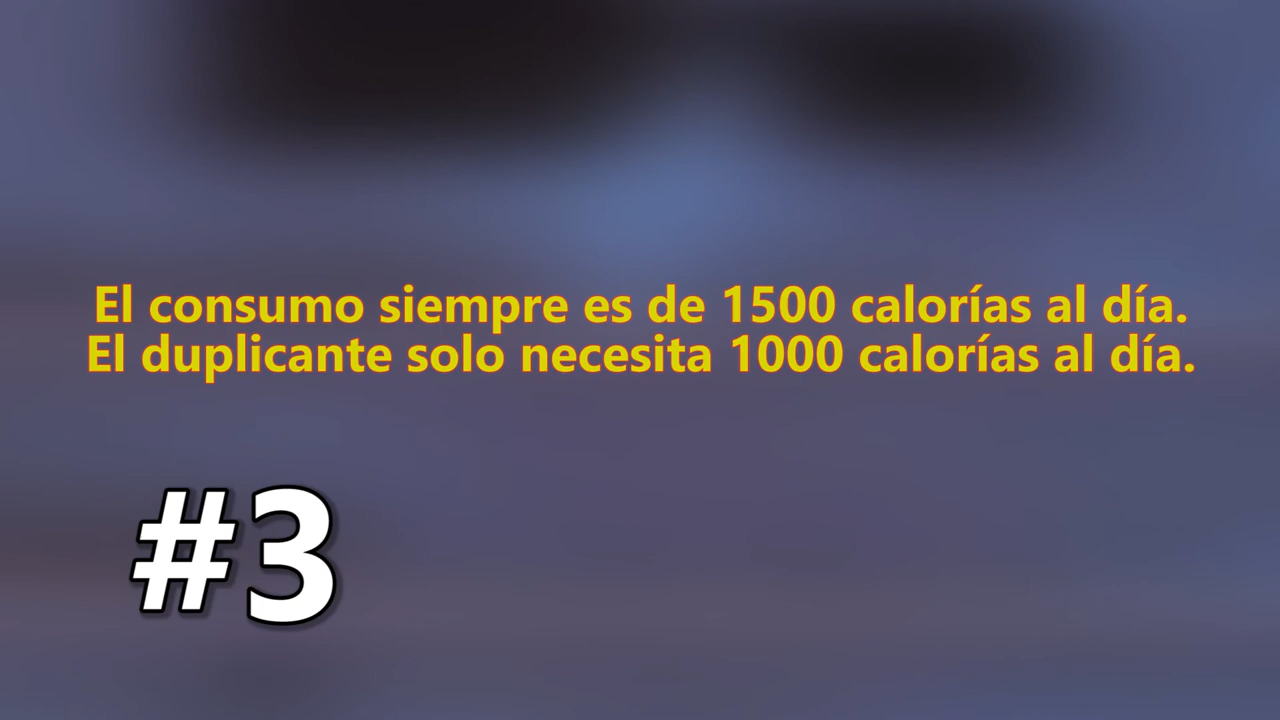 El consumo siempre es de 1500 calorías al día.
El duplicante solo necesita 1000 calorías al día.
#3